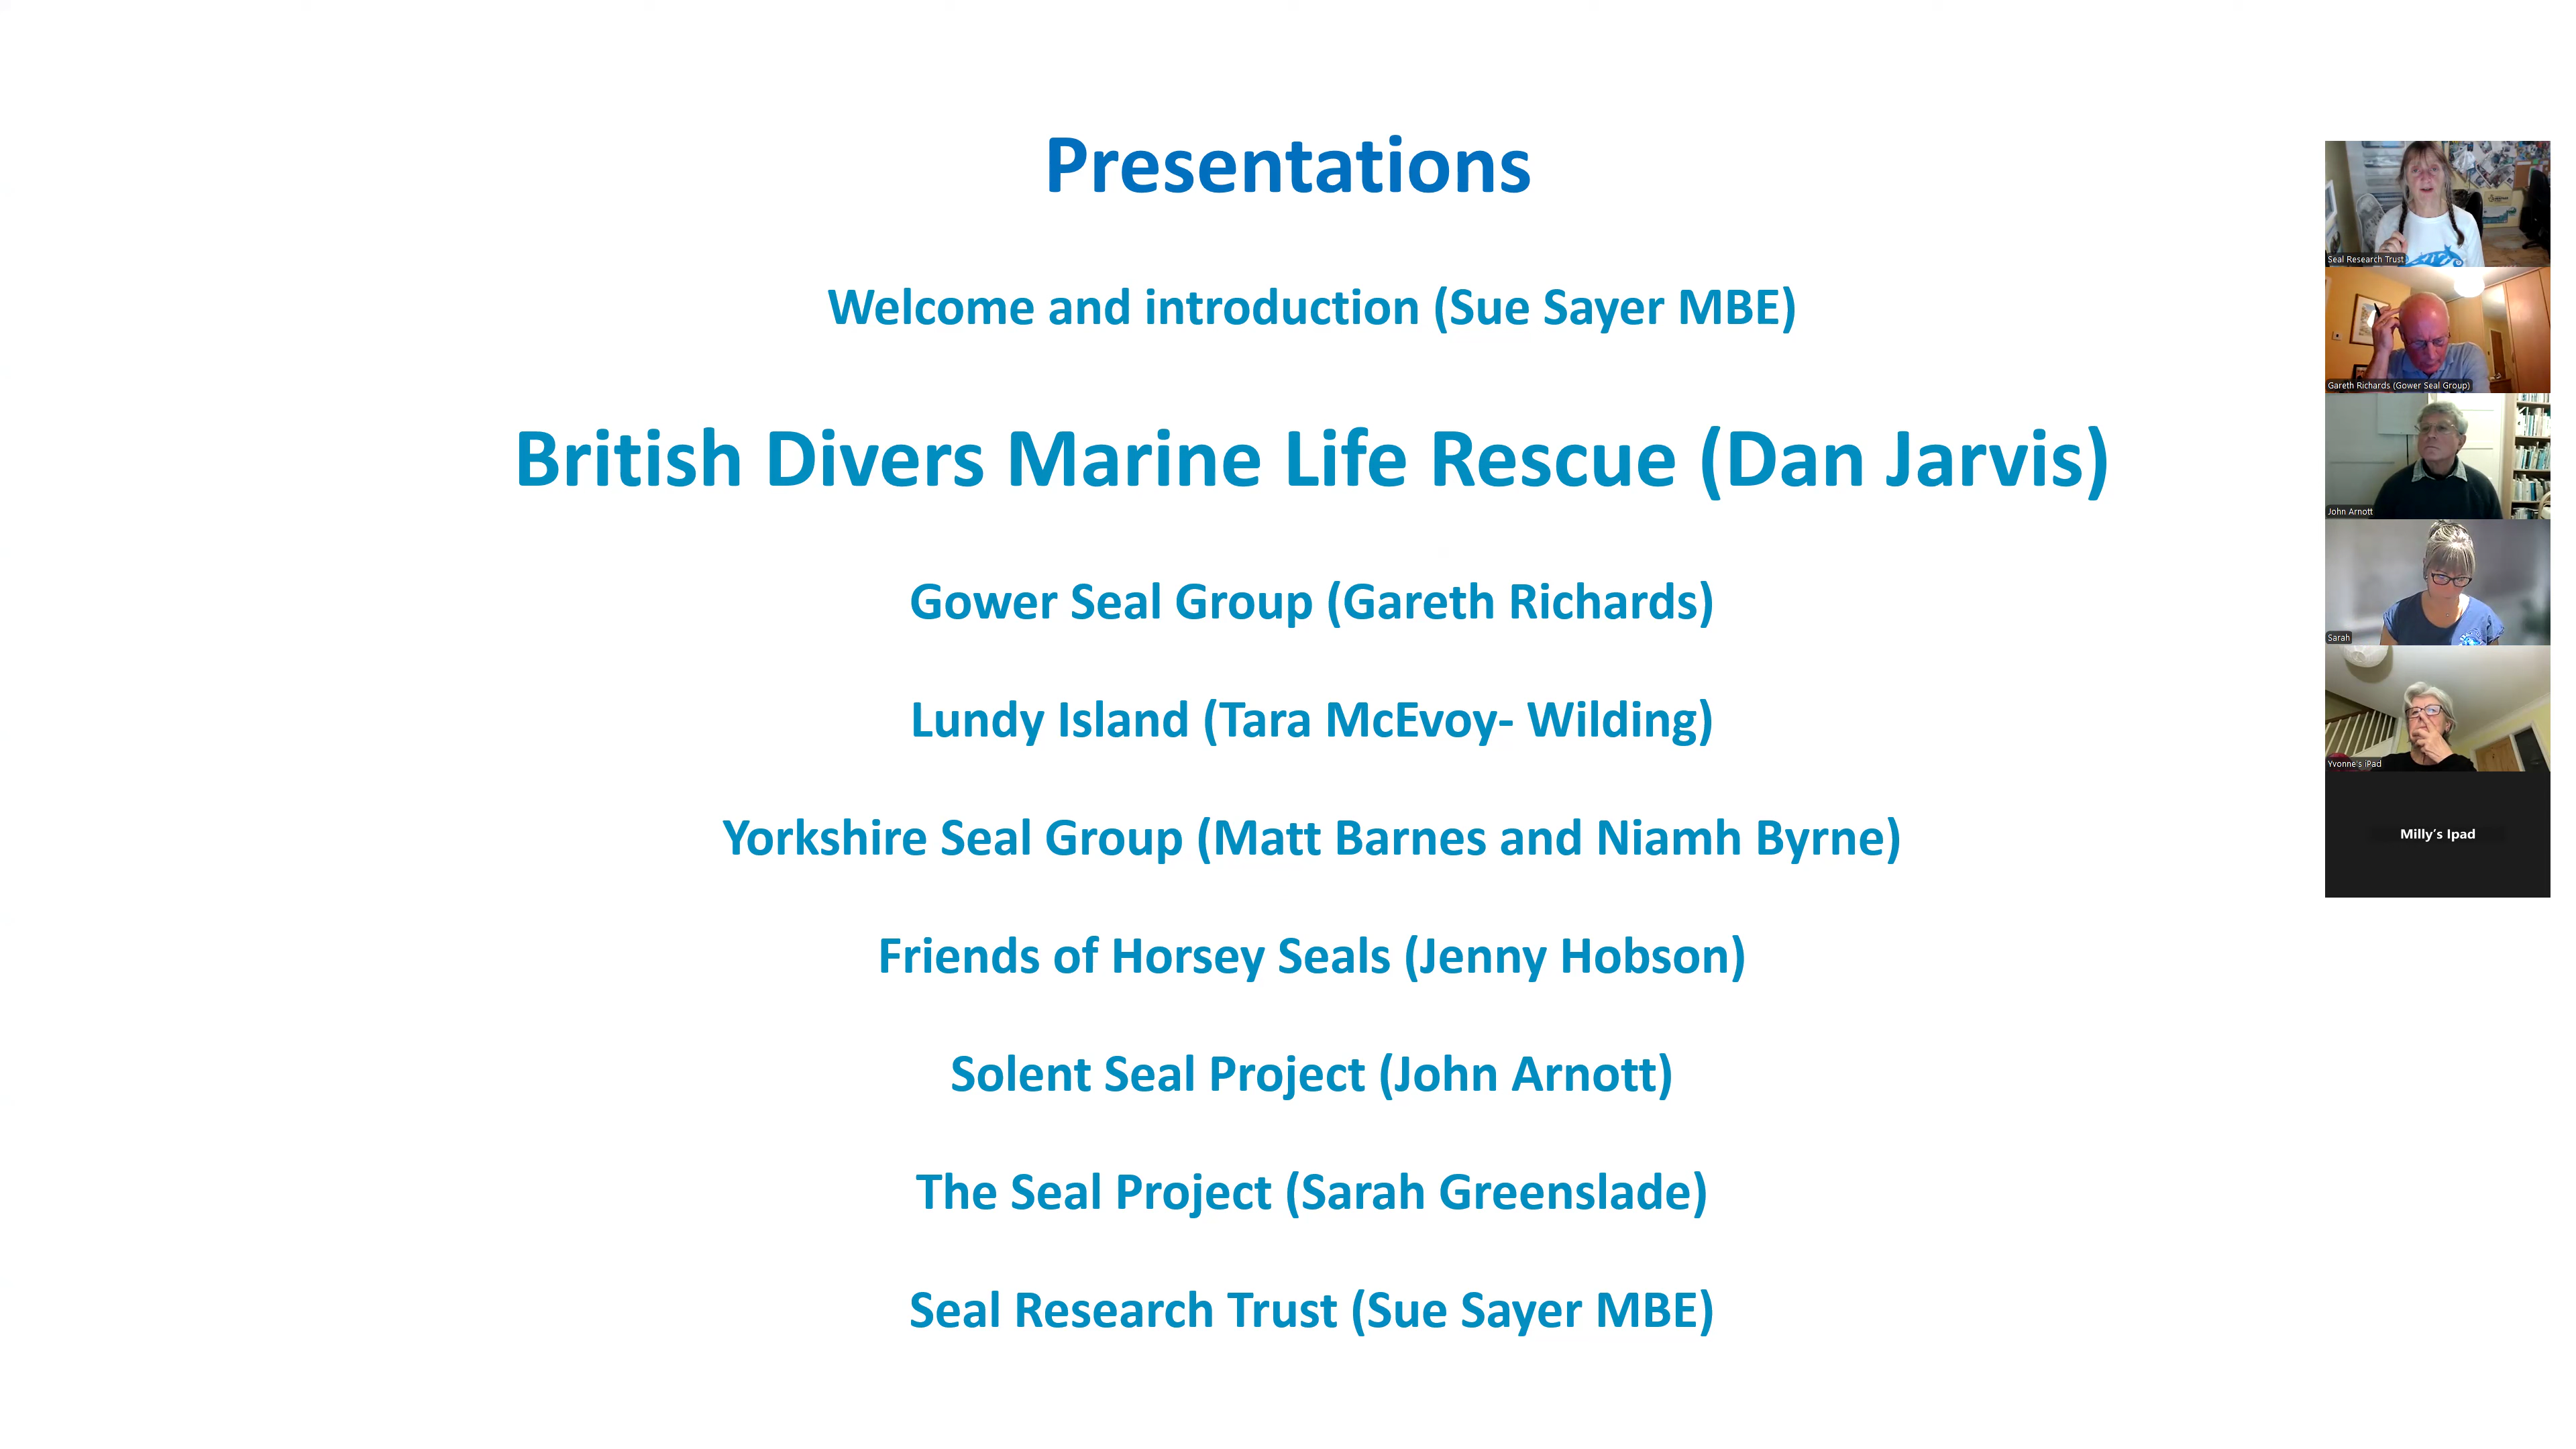 Presentations
Welcome and introduction (Sue Sayer MBE)
British Divers Marine Life Rescue (Dan Jarvis)
Gower Seal Group (Gareth Richards)
Lundy Island (Tara McEvoy- Wilding)
Yorkshire Seal Group (Matt Barnes and Niamh Byrne)
Friends of Horsey Seals (Jenny Hobson)
Solent Seal Project (John Arnott)
The Seal Project (Sarah Greenslade)
Seal Research Trust (Sue Sayer MBE)
Seal Research Trust
Gareth Richards (Gower Seal Group)
John Arnott
Sarah
Yvonne's iPad
Milly's Ipad